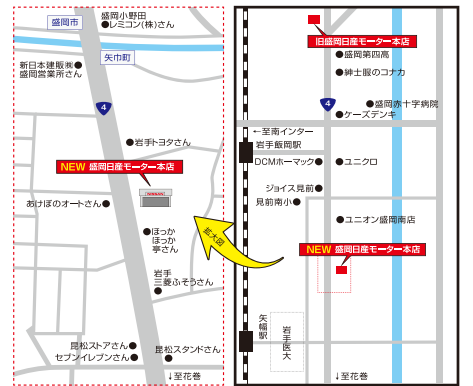 盛岡市
盛岡小野田
レミコン(株)さん
矢巾町
新日本建販㈱
盛岡営業所さん
4
岩手トヨタさん
NEW 盛岡日産モーター本店
NISSAN
あけぼのオートさん
ほっか
ほっか
亭さん
岩手
三菱ふそうさん
昆松ストアさん
セブンイレブンさん
昆松スタンドさん
↓至花巻
拡大図
旧盛岡日産モーター本店
盛岡第四高
紳士服のコナカ
4
盛岡赤十字病院
ケーズデンキ
←至南インター
岩手飯岡駅
DCMホーマック
ユニクロ
ジョイス見前
見前南小
ユニオン盛岡南店
NEW 盛岡日産モーター本店
矢幅駅
岩手医大
↓至花巻